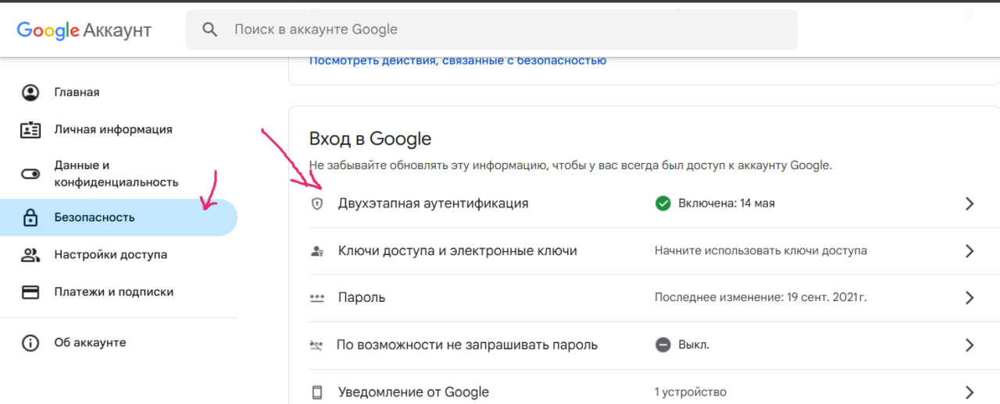 Google Аккаунт
Поиск в аккаунте Google
Посмотреть действия, связанные с безопасностью
Главная
Личная информация
Данные и
конфиденциальность
Безопасность
Настройки доступа
Платежи и подписки
Об аккаунте
Вход в Google
Не забывайте обновлять эту информацию, чтобы у вас всегда был доступ к аккаунту Google.
Двухэтапная аутентификация
Включена: 14 мая
Ключи доступа и электронные ключи
Начните использовать ключи доступа
Пароль
Последнее изменение: 19 сент. 2021 г.
По возможности не запрашивать пароль
Выкл.
Уведомление от Google
1 устройство